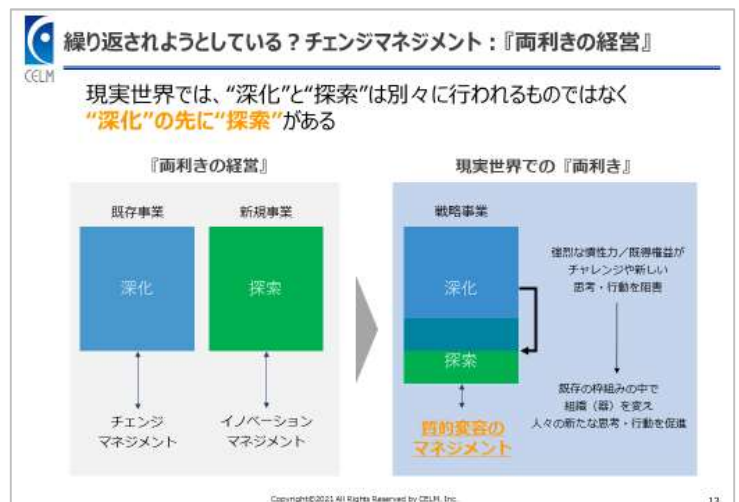 CELM
繰り返されようとしている？チェンジマネジメント：『両利きの経営』
現実世界では、“深化”と“探索”は別々に行われるものではなく
“深化”の先に“探索”がある
『両利きの経営』
既存事業
新規事業
深化
探索
チェンジ
マネジメント
イノベーション
マネジメント
現実世界での『両利き』
戦略事業
深化
探索
質的変容の
マネジメント
強烈な慣性力／既得権益が
チャレンジや新しい
思考・行動を阻害
既存の枠組みの中で
組織（器）を変え
人々の新たな思考・行動を促進
Copyright©2021 All Rights Reserved by CELM, Inc.
13